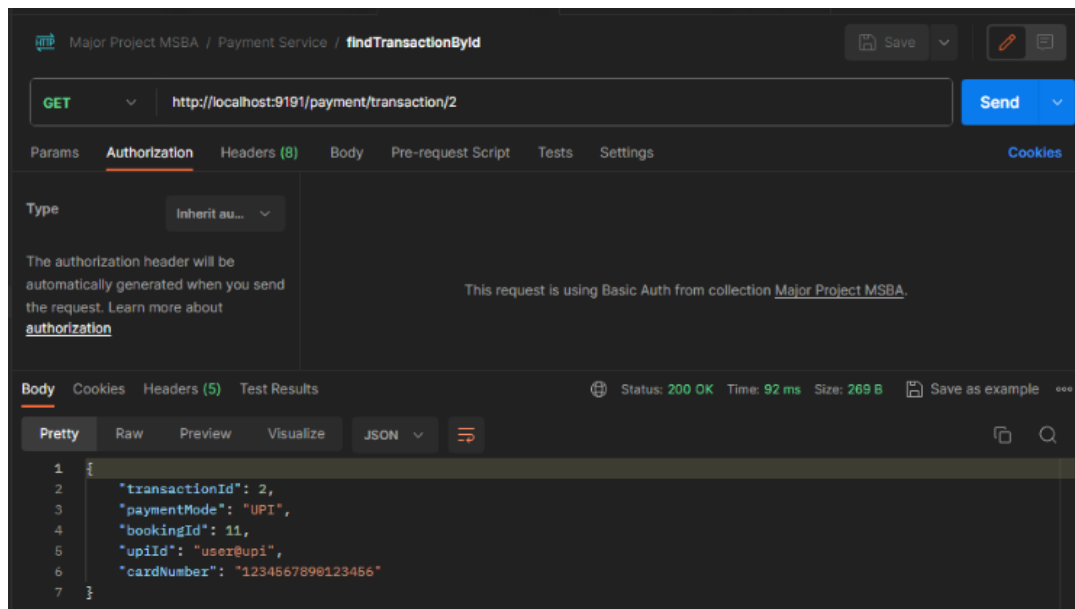 HTTP Major Project MSBA / Payment Service / findTransactionById Save
GET http://localhost:9191/payment/transaction/2 Send
Params Authorization Headers (8) Body Pre-request Script Tests Settings Cookies
Type Inherit au...
The authorization header will be
automatically generated when you send
the request. Learn more about
authorization
This request is using Basic Auth from collection Major Project MSBA.
Body Cookies Headers (5) Test Results Status: 200 OK Time: 92 ms Size: 269 B Save as example
Pretty Raw Preview Visualize JSON
1 {
2 "transactionId": 2,
3 "paymentMode": "UPI",
4 "bookingId": 11,
5 "upiId": "user@upi",
6 "cardNumber": "1234567890123456"
7 }